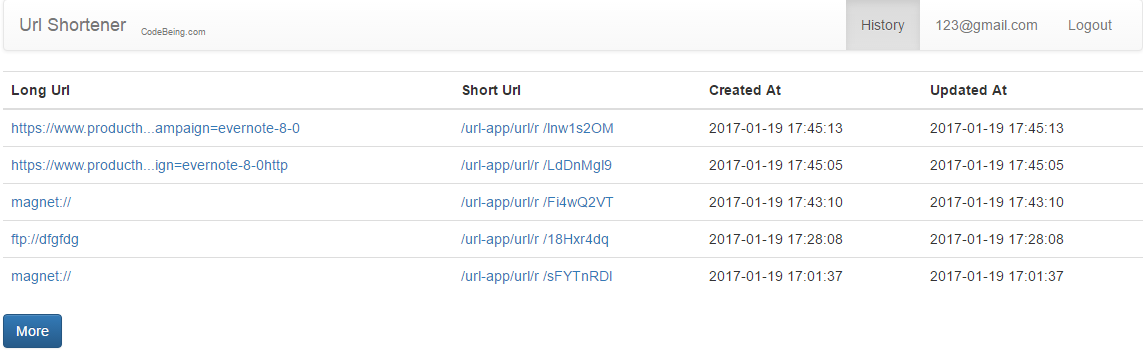 Url Shortener CodeBeing.com History 123@gmail.com Logout
Long Url Short Url Created At Updated At
https://www.producth...ampaign=evernote-8-0 /url-app/url/r /lnw1s2OM 2017-01-19 17:45:13 2017-01-19 17:45:13
https://www.producth...ign=evernote-8-0http /url-app/url/r /LdDnMgl9 2017-01-19 17:45:05 2017-01-19 17:45:05
magnet:// /url-app/url/r /Fi4wQ2VT 2017-01-19 17:43:10 2017-01-19 17:43:10
ftp://dfgfdg /url-app/url/r /18Hxr4dq 2017-01-19 17:28:08 2017-01-19 17:28:08
magnet:// /url-app/url/r /sFYTnRDl 2017-01-19 17:01:37 2017-01-19 17:01:37
More